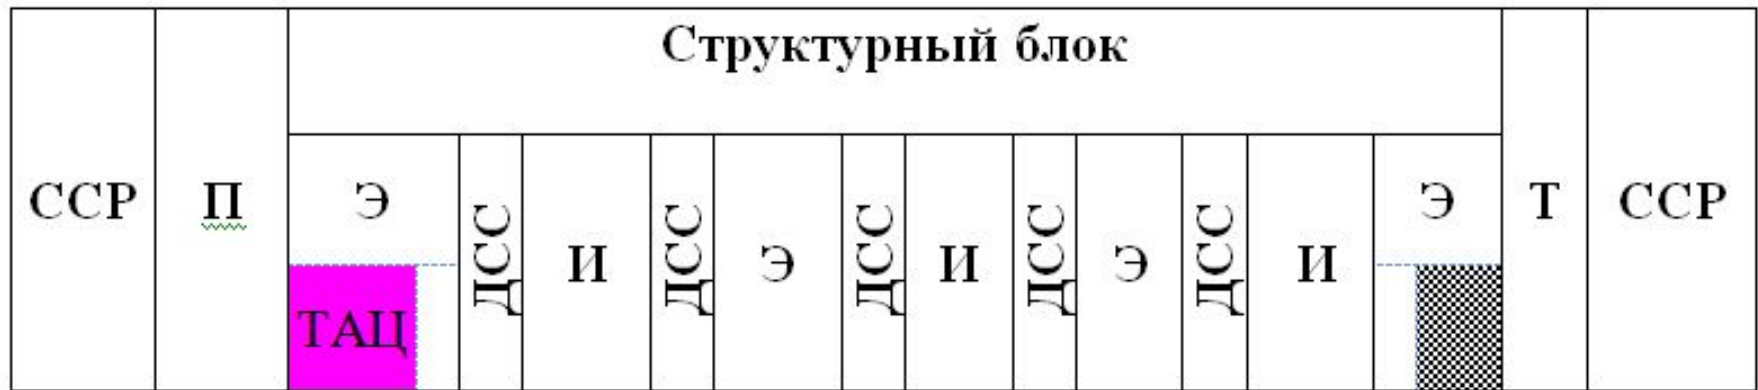 Структурный блок
ССР
П
Э
ТАЦ
ДСС
И
ДСС
Э
ДСС
И
ДСС
Э
ДСС
И
Э
Т
ССР